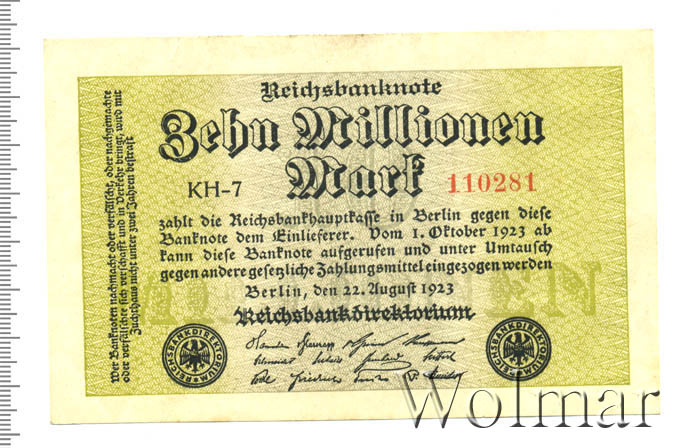 Reichsbanknote
Zehn Millionen
Mark
KH-7
110281
zahlt die Reichsbankhauptkasse in Berlin gegen diese
Banknote dem Einlieferer. Vom 1. Oktober 1923 ab
kann diese Banknote aufgerufen und unter Umtausch
gegen andere gesetzliche Zahlungsmittel eingezogen werden
Berlin, den 22. August 1923
Reichsbankdirektorium
REICHSBANKDIREKTORIUM
REICHSBANKDIREKTORIUM
Wer Banknoten nachmacht oder verfälscht, oder nachgemachte
oder verfälschte sich verschafft und in Verkehr bringt, wird mit
Zuchthaus nicht unter zwei Jahren bestraft
Wolmar